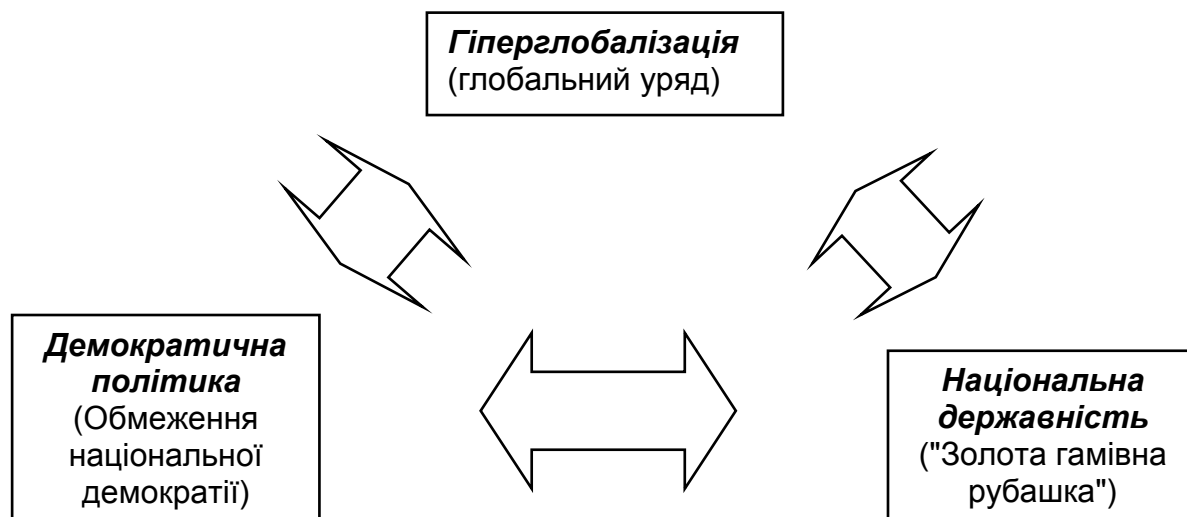 Гіперглобалізація
(глобальний уряд)
Демократична
політика
(Обмеження
національної
демократії)
Національна
державність
("Золота гамівна
рубашка")